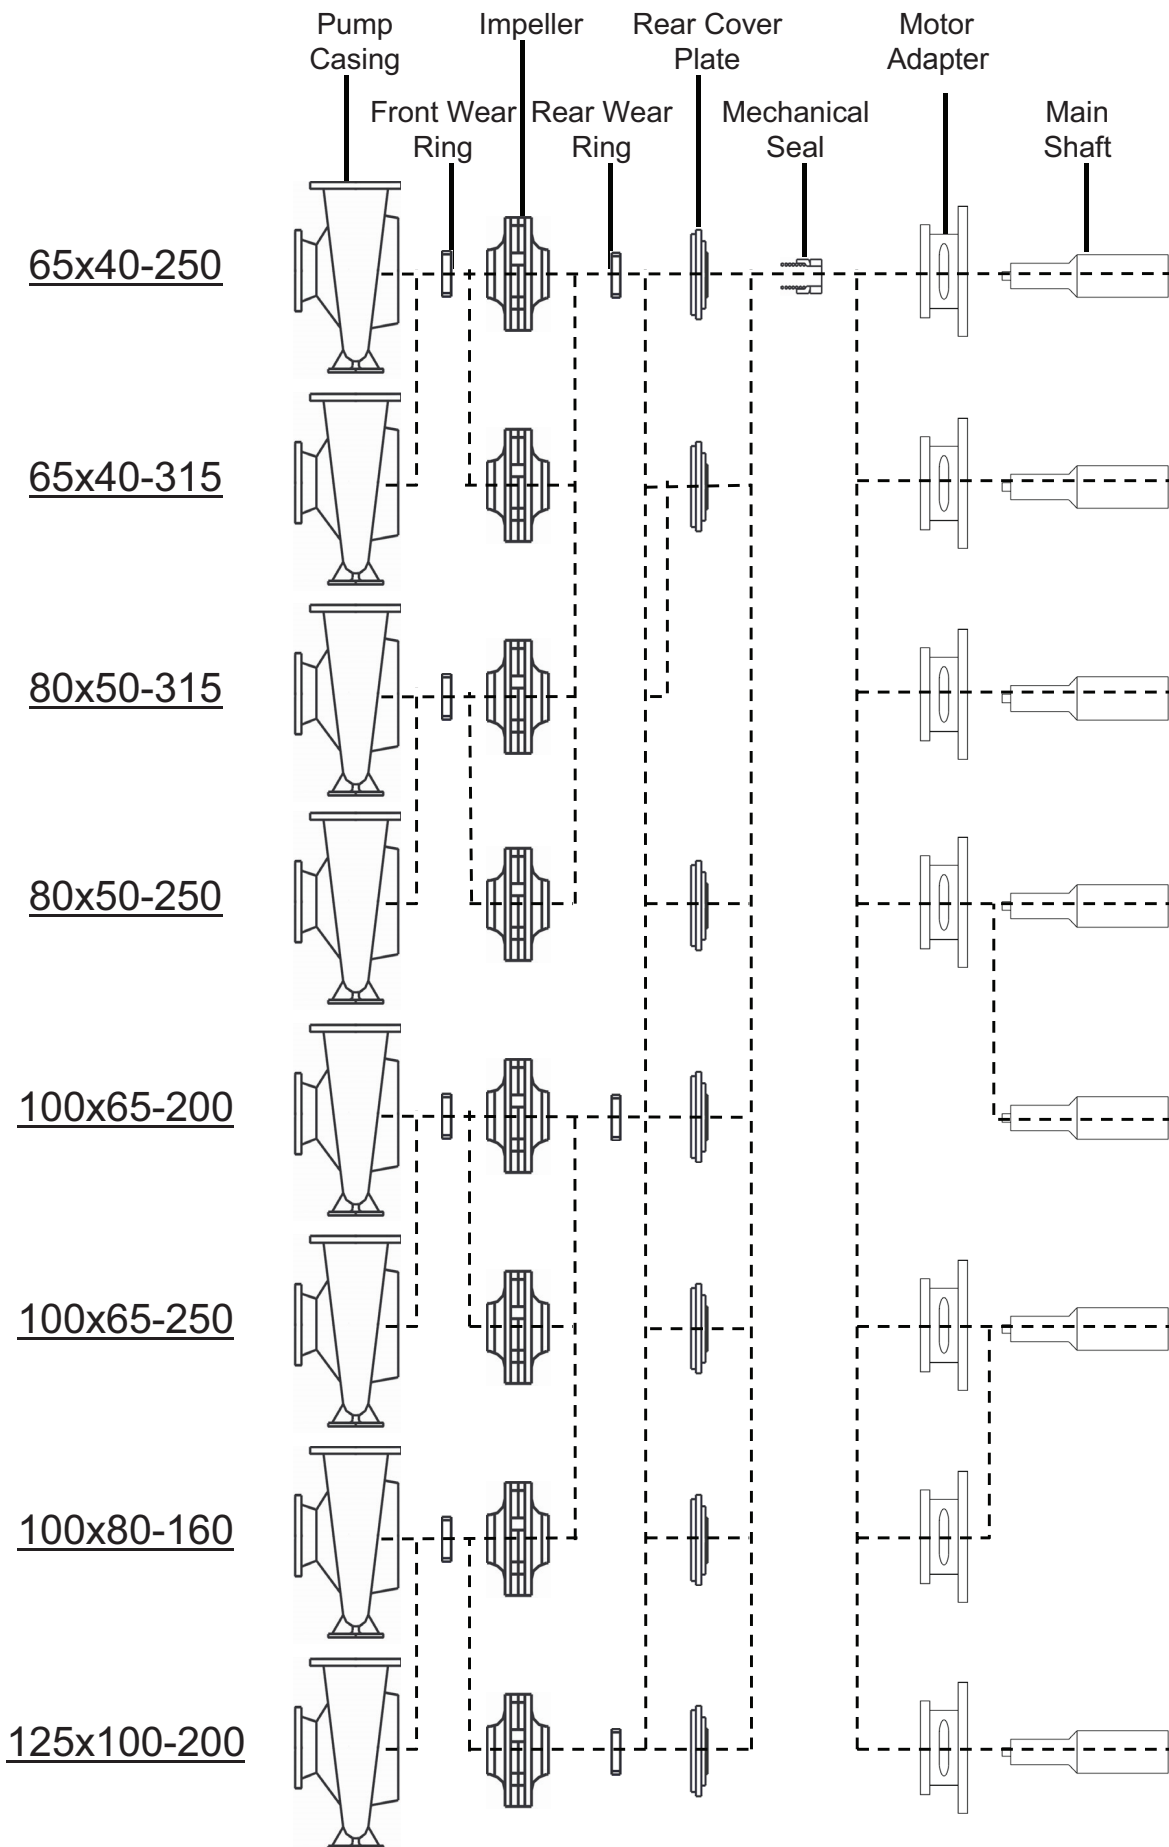 Pump
Casing
Impeller
Rear Cover
Plate
Motor
Adapter
Front Wear
Ring
Rear Wear
Ring
Mechanical
Seal
Main
Shaft
65x40-250
65x40-315
80x50-315
80x50-250
100x65-200
100x65-250
100x80-160
125x100-200